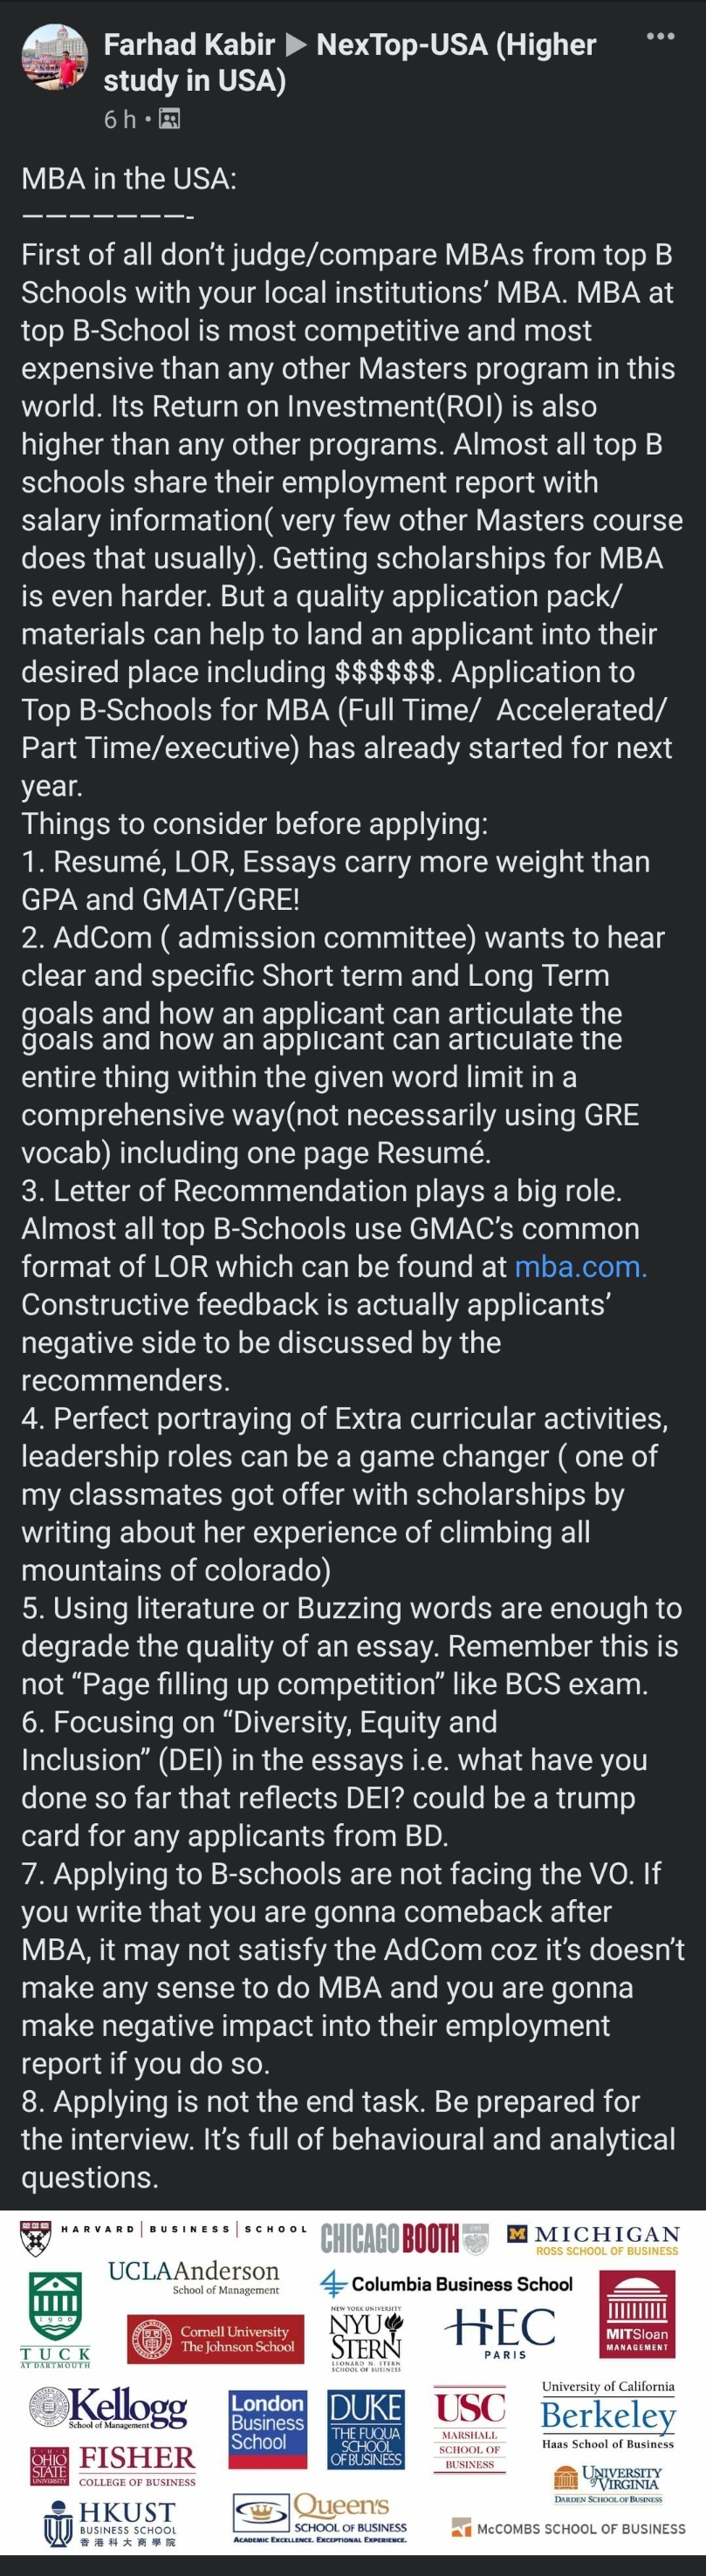 Farhad Kabir ▶ NexTop-USA (Higher
study in USA)
6 h •
MBA in the USA:
———————-
First of all don’t judge/compare MBAs from top B
Schools with your local institutions’ MBA. MBA at
top B-School is most competitive and most
expensive than any other Masters program in this
world. Its Return on Investment(ROI) is also
higher than any other programs. Almost all top B
schools share their employment report with
salary information( very few other Masters course
does that usually). Getting scholarships for MBA
is even harder. But a quality application pack/
materials can help to land an applicant into their
desired place including $$$$$$. Application to
Top B-Schools for MBA (Full Time/ Accelerated/
Part Time/executive) has already started for next
year.
Things to consider before applying:
1. Resumé, LOR, Essays carry more weight than
GPA and GMAT/GRE!
2. AdCom ( admission committee) wants to hear
clear and specific Short term and Long Term
goals and how an applicant can articulate the
goals and how an applicant can articulate the
entire thing within the given word limit in a
comprehensive way(not necessarily using GRE
vocab) including one page Resumé.
3. Letter of Recommendation plays a big role.
Almost all top B-Schools use GMAC’s common
format of LOR which can be found at mba.com.
Constructive feedback is actually applicants’
negative side to be discussed by the
recommenders.
4. Perfect portraying of Extra curricular activities,
leadership roles can be a game changer ( one of
my classmates got offer with scholarships by
writing about her experience of climbing all
mountains of colorado)
5. Using literature or Buzzing words are enough to
degrade the quality of an essay. Remember this is
not “Page filling up competition” like BCS exam.
6. Focusing on “Diversity, Equity and
Inclusion” (DEI) in the essays i.e. what have you
done so far that reflects DEI? could be a trump
card for any applicants from BD.
7. Applying to B-schools are not facing the VO. If
you write that you are gonna comeback after
MBA, it may not satisfy the AdCom coz it’s doesn’t
make any sense to do MBA and you are gonna
make negative impact into their employment
report if you do so.
8. Applying is not the end task. Be prepared for
the interview. It’s full of behavioural and analytical
questions.
HARVARD | BUSINESS | SCHOOL
CHICAGO BOOTH
M MICHIGAN
ROSS SCHOOL OF BUSINESS
UCLAAnderson
School of Management
Columbia Business School
1900
TUCK
AT DARTMOUTH
Cornell University
The Johnson School
NEW YORK UNIVERSITY
NYU
STERN
LEONARD N. STERN
SCHOOL OF BUSINESS
HEC
PARIS
MITSloan
MANAGEMENT
Kellogg
School of Management
London
Business
School
DUKE
THE FUQUA
SCHOOL
OF BUSINESS
USC
MARSHALL
SCHOOL OF
BUSINESS
University of California
Berkeley
Haas School of Business
THE
OHIO
STATE
UNIVERSITY
FISHER
COLLEGE OF BUSINESS
UNIVERSITY
of VIRGINIA
DARDEN SCHOOL OF BUSINESS
HKUST
BUSINESS SCHOOL
香港科大商學院
Queen's
SCHOOL OF BUSINESS
ACADEMIC EXCELLENCE. EXCEPTIONAL EXPERIENCE.
McCOMBS SCHOOL OF BUSINESS